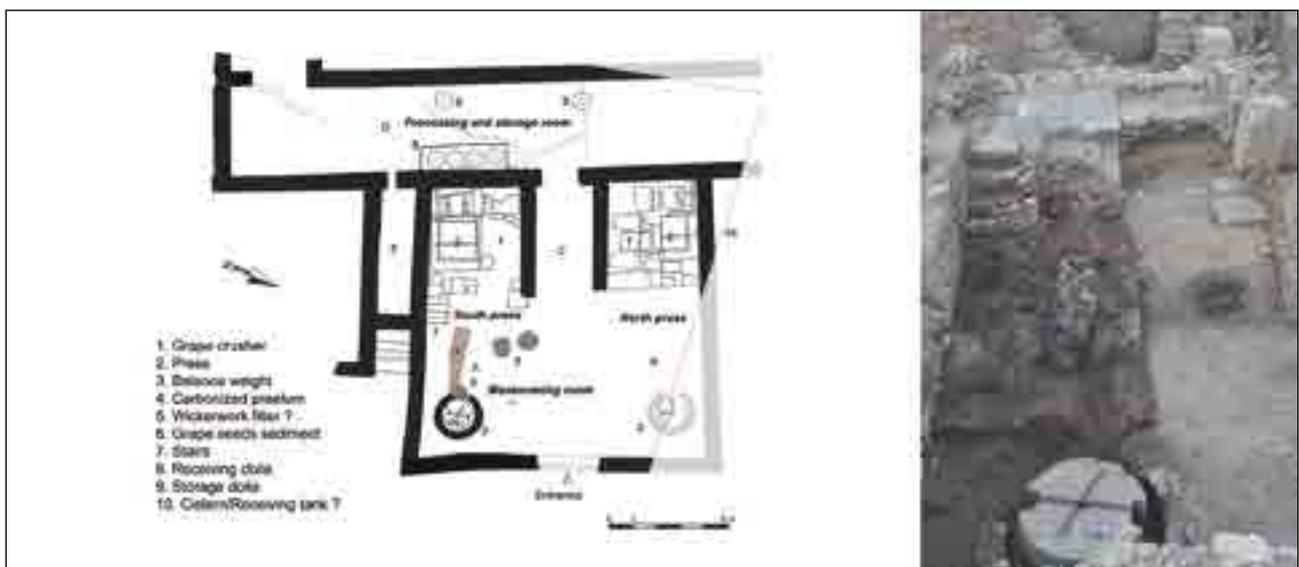 Processing and storage room
South press
North press
Manoeuvring room
Entrance
1. Grape crusher
2. Press
3. Balance weight
4. Carbonized praelum
5. Wickerwork filter ?
6. Grape seeds sediment
7. Stairs
8. Receiving dolia
9. Storage dolia
10. Cistern/Receiving tank ?